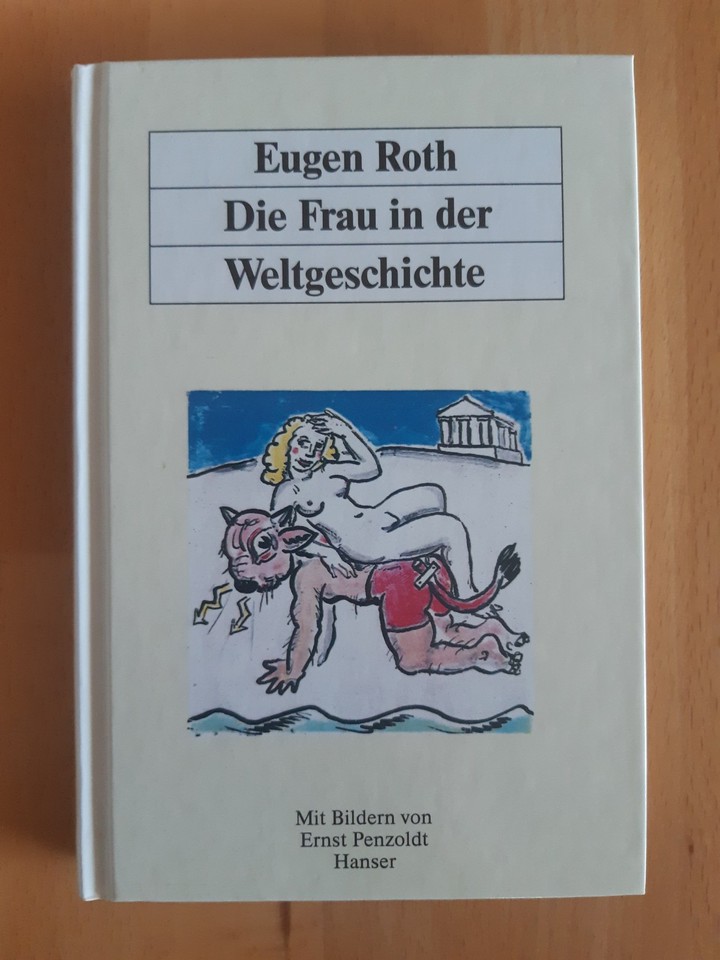 Eugen Roth
Die Frau in der
Weltgeschichte
Mit Bildern von
Ernst Penzoldt
Hanser